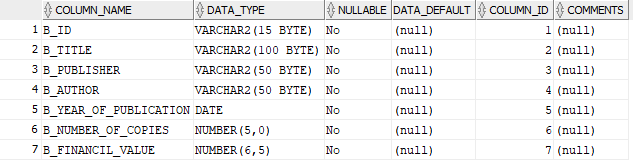 COLUMN_NAME DATA_TYPE NULLABLE DATA_DEFAULT COLUMN_ID COMMENTS
1 B_ID VARCHAR2(15 BYTE) No (null) 1 (null)
2 B_TITLE VARCHAR2(100 BYTE) No (null) 2 (null)
3 B_PUBLISHER VARCHAR2(50 BYTE) No (null) 3 (null)
4 B_AUTHOR VARCHAR2(50 BYTE) No (null) 4 (null)
5 B_YEAR_OF_PUBLICATION DATE No (null) 5 (null)
6 B_NUMBER_OF_COPIES NUMBER(5,0) No (null) 6 (null)
7 B_FINANCIL_VALUE NUMBER(6,5) No (null) 7 (null)